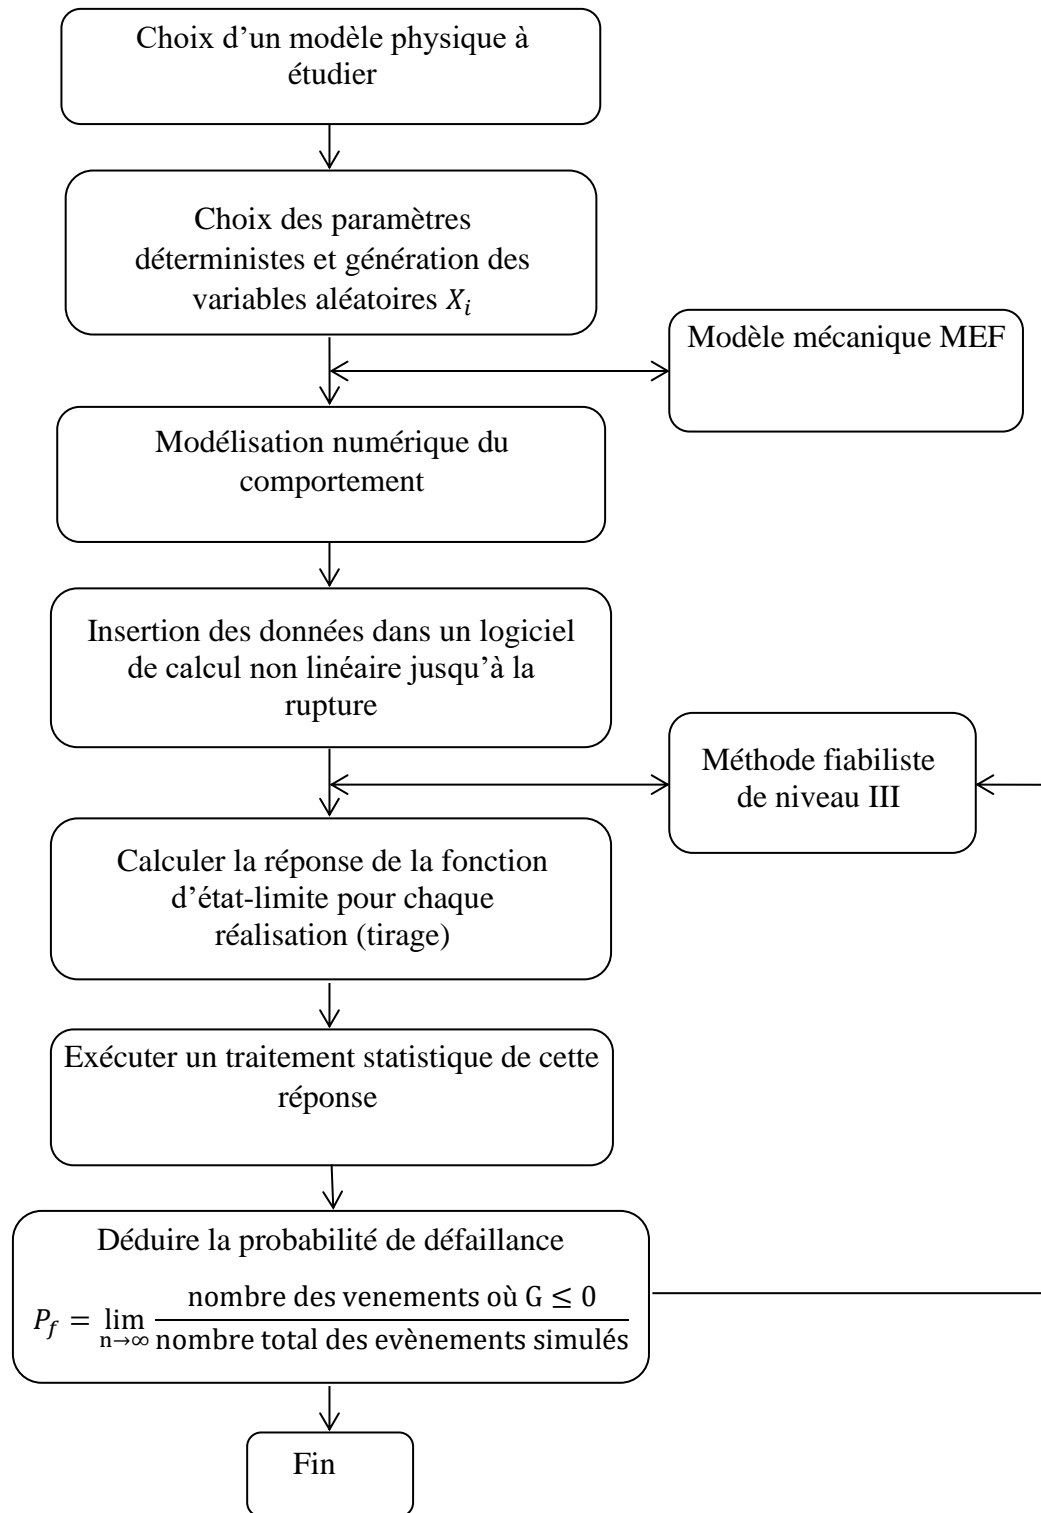 Choix d’un modèle physique à
étudier
Choix des paramètres
déterministes et génération des
variables aléatoires X_i
Modèle mécanique MEF
Modélisation numérique du
comportement
Insertion des données dans un logiciel
de calcul non linéaire jusqu’à la
rupture
Méthode fiabiliste
de niveau III
Calculer la réponse de la fonction
d’état-limite pour chaque
réalisation (tirage)
Exécuter un traitement statistique de cette
réponse
Déduire la probabilité de défaillance
nombre des venements où G ≤ 0
P_f = lim
n→∞ nombre total des evènements simulés
Fin